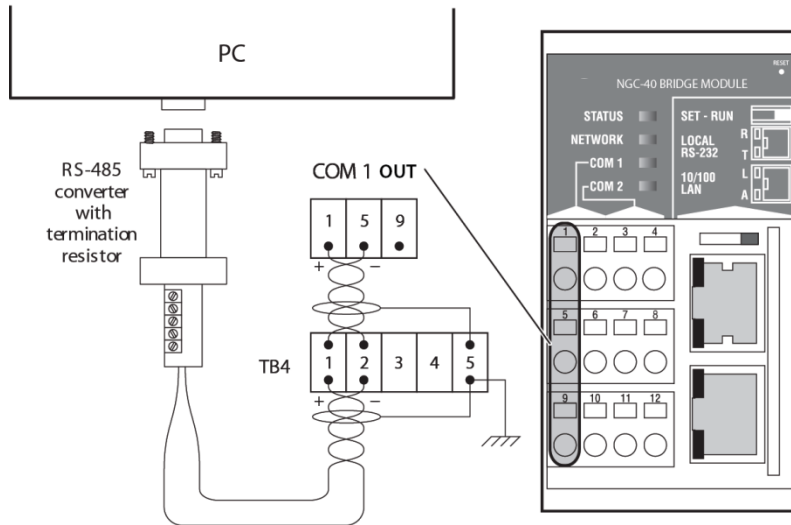 PC
RS-485
converter
with
termination
resistor
COM 1 OUT
1 5 9
+ −
TB4
1 2 3 4 5
+ −
RESET
NGC-40 BRIDGE MODULE
STATUS
NETWORK
COM 1
COM 2
SET - RUN
LOCAL
RS-232
R
T
10/100
LAN
L
A
1 2 3 4
5 6 7 8
9 10 11 12